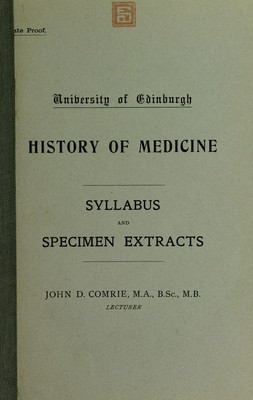 ate Proof.
University of Edinburgh
HISTORY OF MEDICINE
SYLLABUS
AND
SPECIMEN EXTRACTS
JOHN D. COMRIE, M.A., B.Sc., M.B.
LECTURER